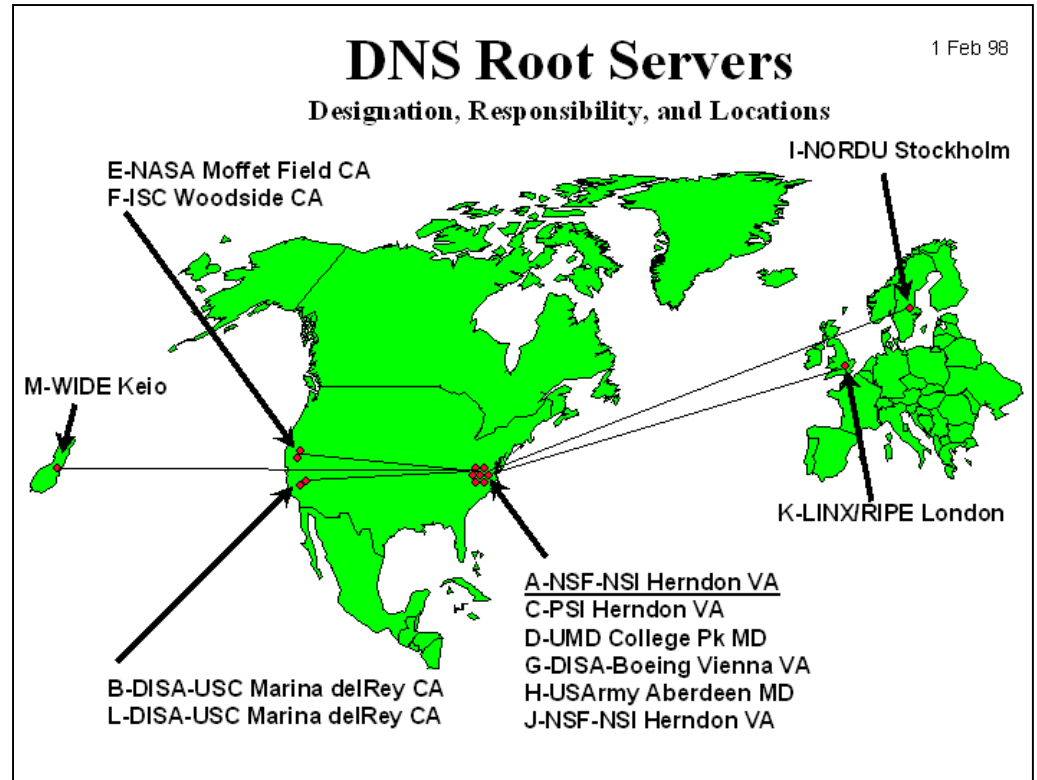 DNS Root Servers
1 Feb 98
Designation, Responsibility, and Locations
I-NORDU Stockholm
E-NASA Moffet Field CA
F-ISC Woodside CA
M-WIDE Keio
K-LINX/RIPE London
A-NSF-NSI Herndon VA
C-PSI Herndon VA
D-UMD College Pk MD
G-DISA-Boeing Vienna VA
H-USArmy Aberdeen MD
J-NSF-NSI Herndon VA
B-DISA-USC Marina delRey CA
L-DISA-USC Marina delRey CA